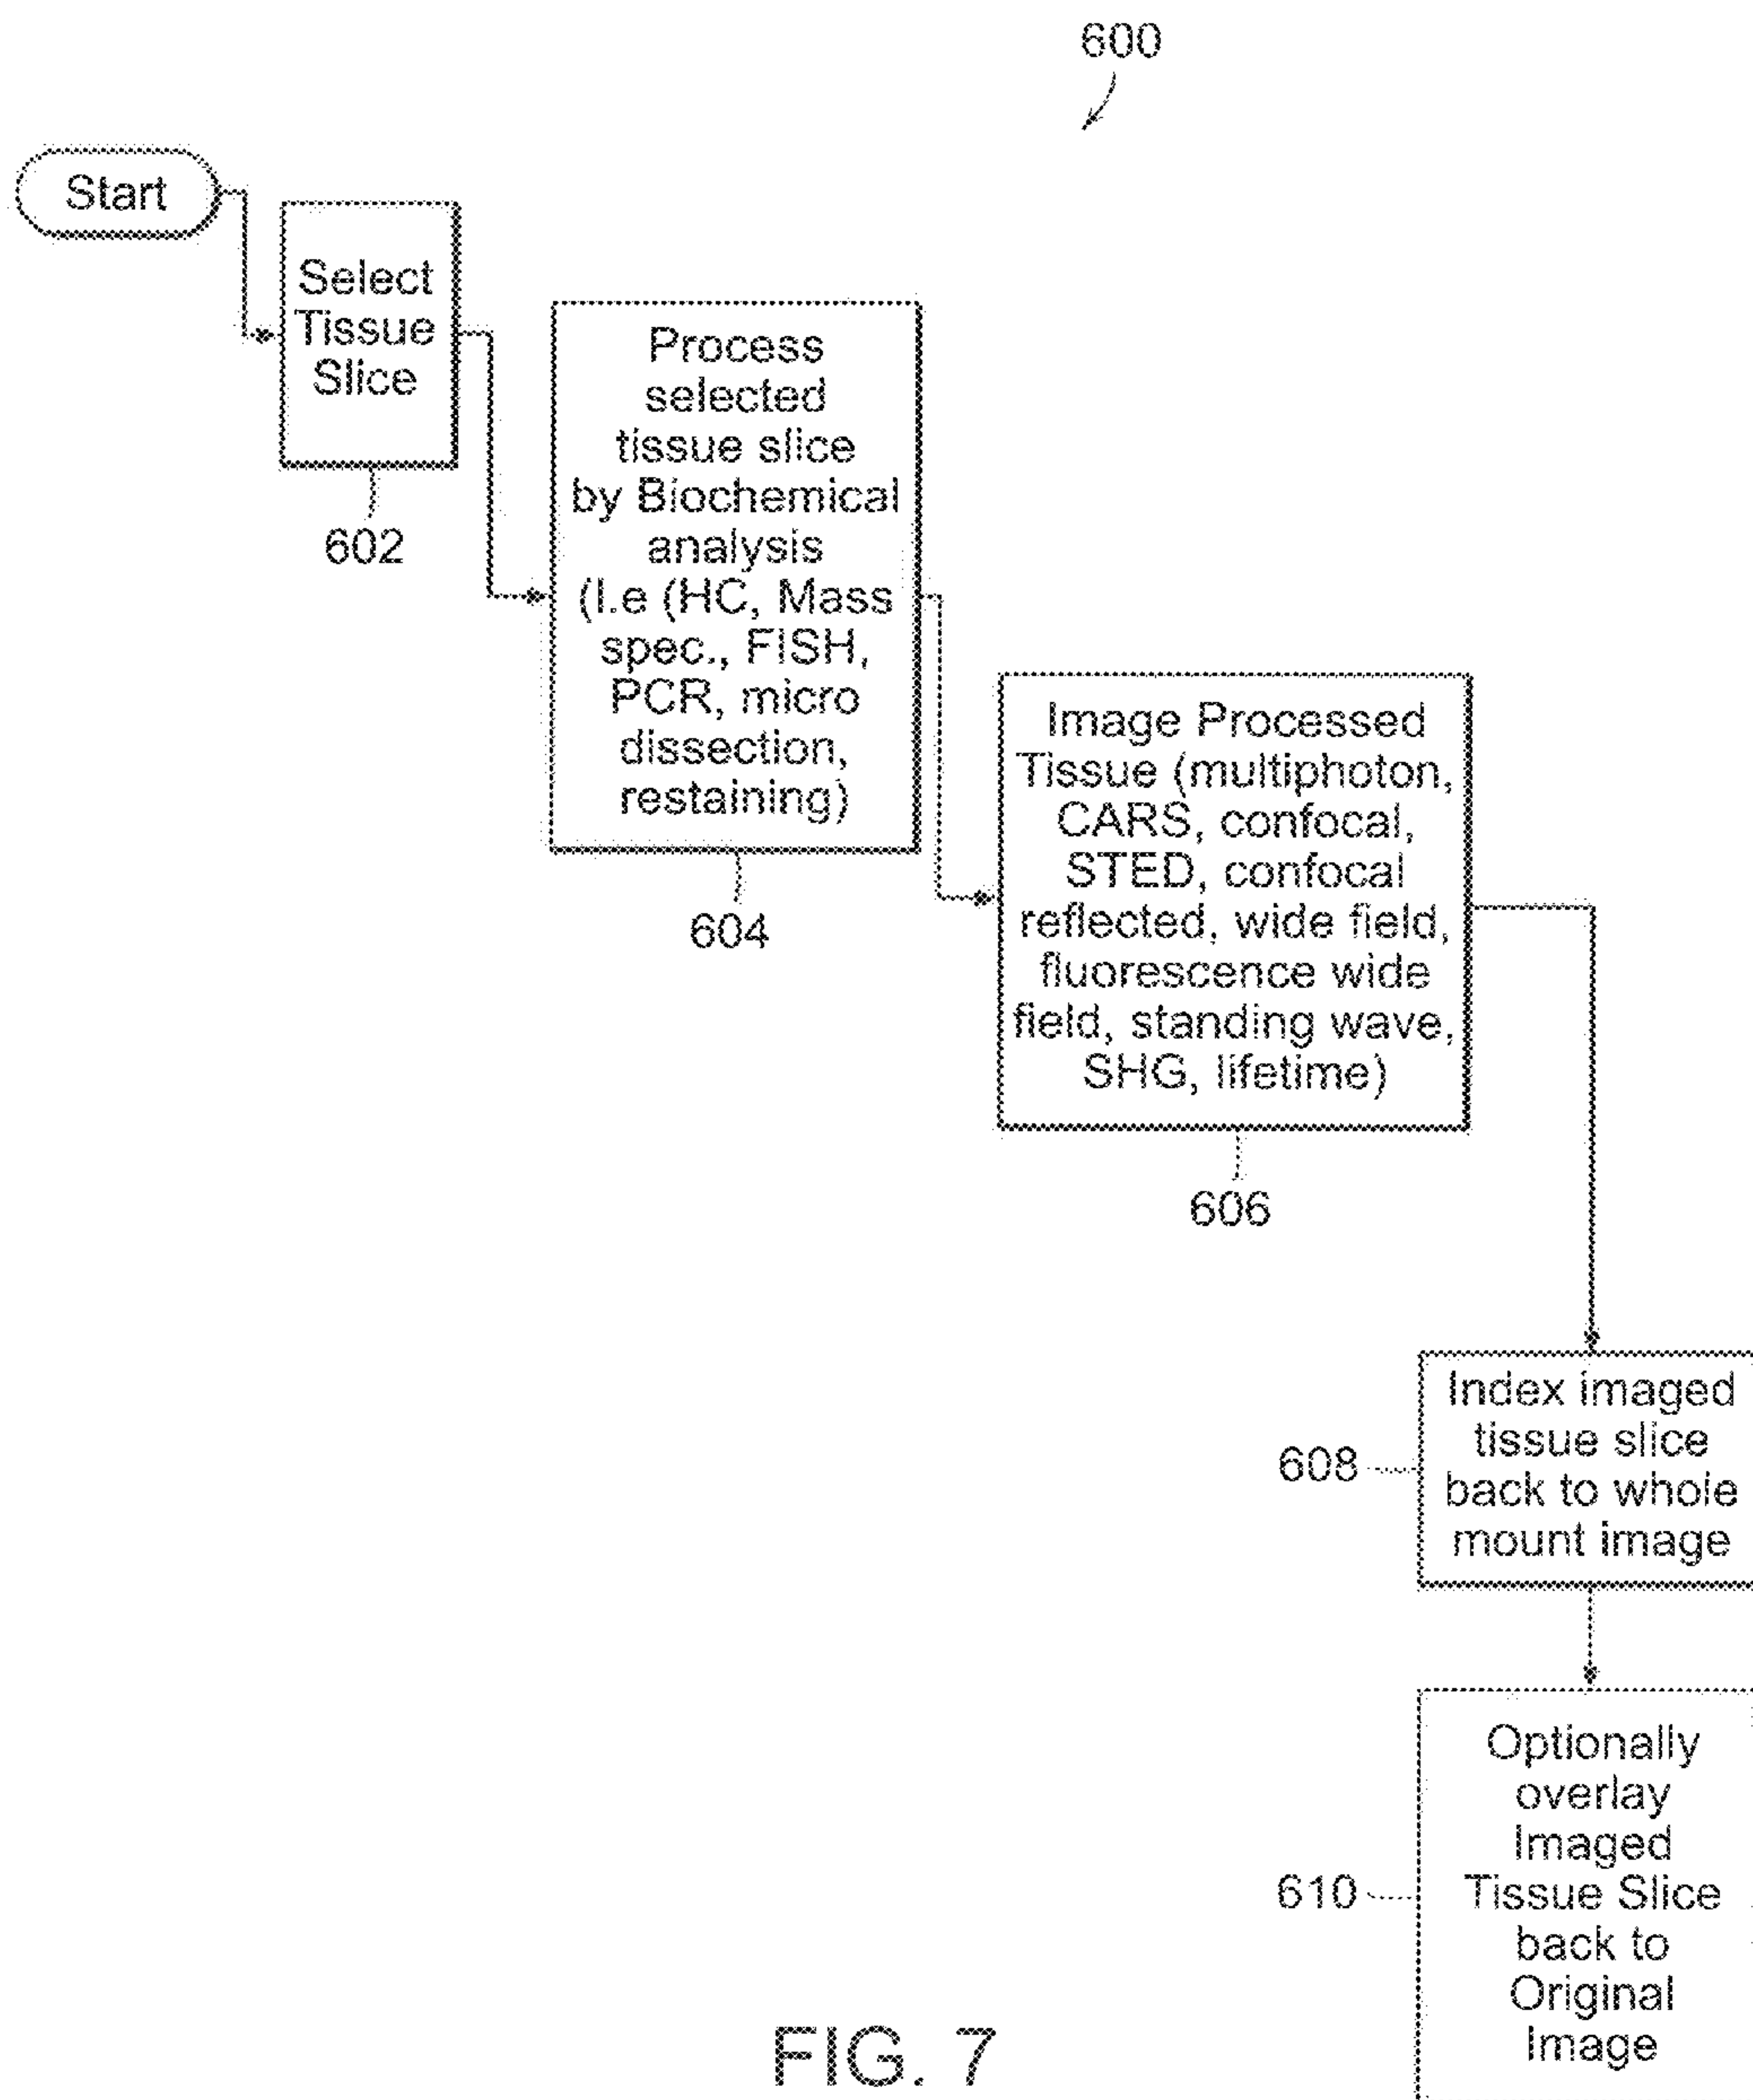 600
Start
Select
Tissue
Slice
602
Process
selected
tissue slice
by Biochemical
analysis
(I.e (HC, Mass
spec., FISH,
PCR, micro
dissection,
restaining)
604
Image Processed
Tissue (multiphoton,
CARS, confocal,
STED, confocal
reflected, wide field,
fluorescence wide
field, standing wave,
SHG, lifetime)
606
Index imaged
tissue slice
back to whole
mount image
608
Optionally
overlay
Imaged
Tissue Slice
back to
Original
Image
610
FIG. 7